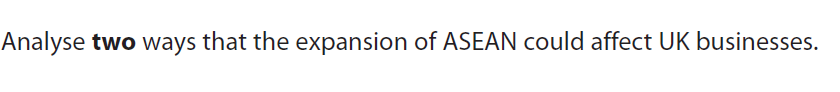 Analyse two ways that the expansion of ASEAN could affect UK businesses.